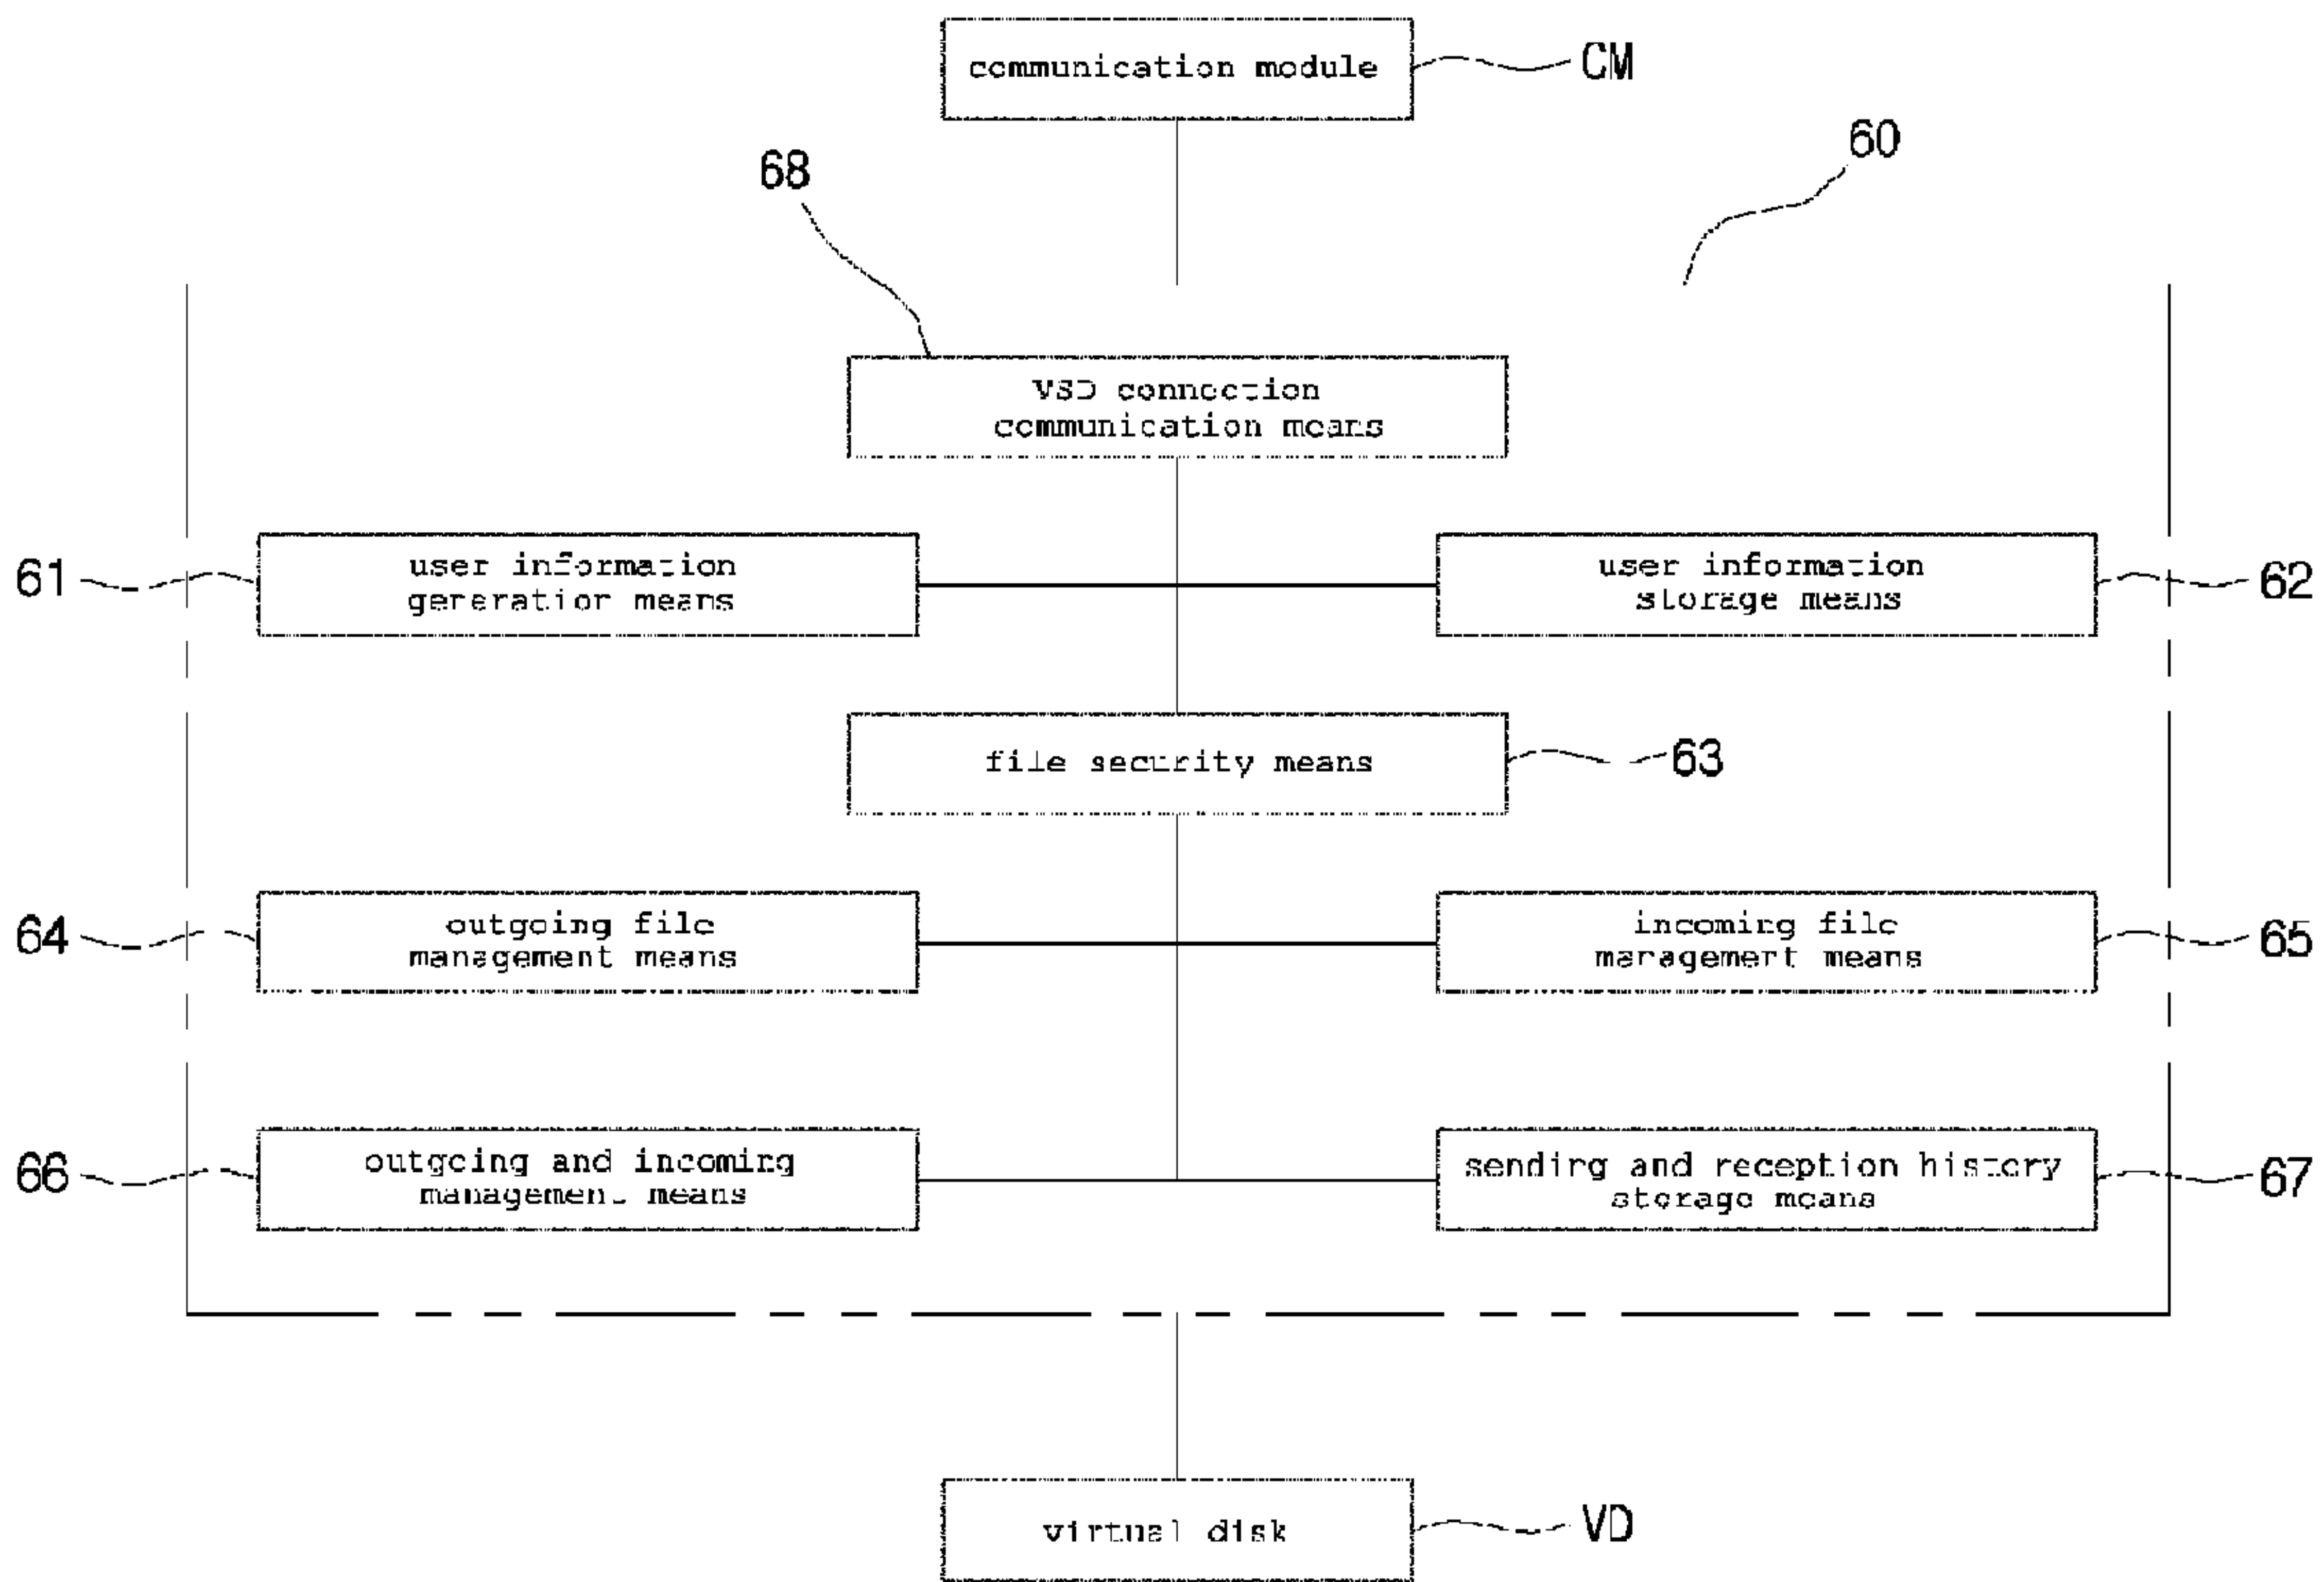 communication module
CM
60
68
VSD connection
communication means
61
user information
generation means
user information
storage means
62
file security means
63
64
outgoing file
management means
incoming file
management means
65
66
outgoing and incoming
management means
sending and reception history
storage means
67
virtual disk
VD